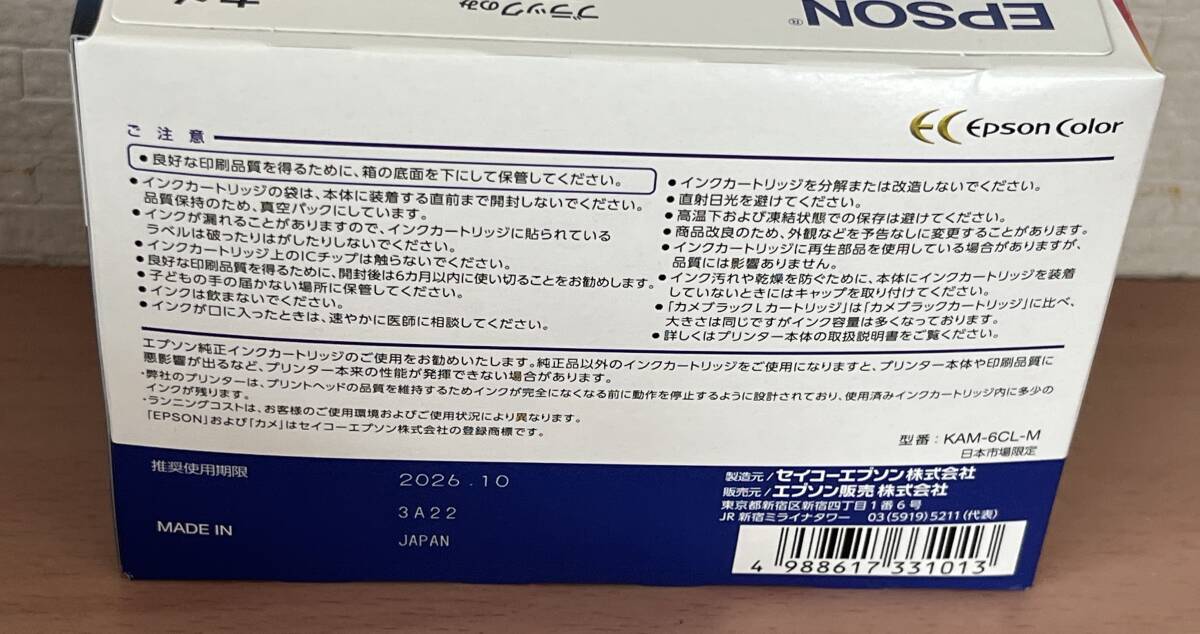 EPSON®
ブラックのみ
カメ
EC Epson Color
ご注意
●良好な印刷品質を得るために、箱の底面を下にして保管してください。
●インクカートリッジの袋は、本体に装着する直前まで開封しないでください。
品質保持のため、真空パックにしています。
●インクが漏れることがありますので、インクカートリッジに貼られている
ラベルは破ったりはがしたりしないでください。
●インクカートリッジ上のICチップは触らないでください。
●良好な印刷品質を得るために、開封後は6カ月以内に使い切ることをお勧めします。
●子どもの手の届かない場所に保管してください。
●インクは飲まないでください。
●インクが口に入ったときは、速やかに医師に相談してください。
●インクカートリッジを分解または改造しないでください。
●直射日光を避けてください。
●高温下および凍結状態での保存は避けてください。
●商品改良のため、外観などを予告なしに変更することがあります。
●インクカートリッジに再生部品を使用している場合がありますが、
品質には影響ありません。
●インク汚れや乾燥を防ぐために、本体にインクカートリッジを装着
していないときにはキャップを取り付けてください。
●「カメブラックLカートリッジ」は「カメブラックカートリッジ」に比べ、
大きさは同じですがインク容量は多くなっております。
●詳しくはプリンター本体の取扱説明書をご覧ください。
エプソン純正インクカートリッジのご使用をお勧めいたします。純正品以外のインクカートリッジをご使用になりますと、プリンター本体や印刷品質に
悪影響が出るなど、プリンター本来の性能が発揮できない場合があります。
・弊社のプリンターは、プリントヘッドの品質を維持するためインクが完全になくなる前に動作を停止するように設計されており、使用済みインクカートリッジ内に多少の
インクが残ります。
・ランニングコストは、お客様のご使用環境およびご使用状況により異なります。
「EPSON」および「カメ」はセイコーエプソン株式会社の登録商標です。
型番：KAM-6CL-M
日本市場限定
推奨使用期限
2026.10
3A22
MADE IN
JAPAN
製造元/セイコーエプソン株式会社
販売元/エプソン販売株式会社
東京都新宿区新宿四丁目1番6号
JR新宿ミライナタワー 03(5919)5211(代表)
4 988617 331013